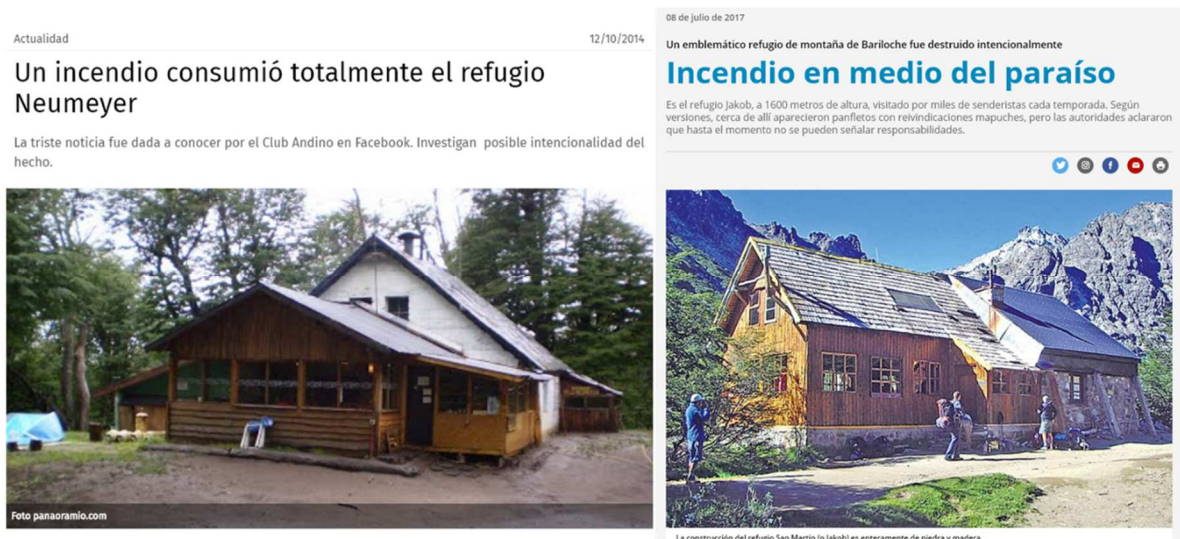 Actualidad
12/10/2014
Un incendio consumió totalmente el refugio
Neumeyer
La triste noticia fue dada a conocer por el Club Andino en Facebook. Investigan posible intencionalidad del
hecho.
Foto panaoramio.com
08 de julio de 2017
Un emblemático refugio de montaña de Bariloche fue destruido intencionalmente
Incendio en medio del paraíso
Es el refugio Jakob, a 1600 metros de altura, visitado por miles de senderistas cada temporada. Según
versiones, cerca de allí aparecieron panfletos con reivindicaciones mapuches, pero las autoridades aclararon
que hasta el momento no se pueden señalar responsabilidades.
La construcción del refugio San Martín (o Jakob) es enteramente de piedra y madera.